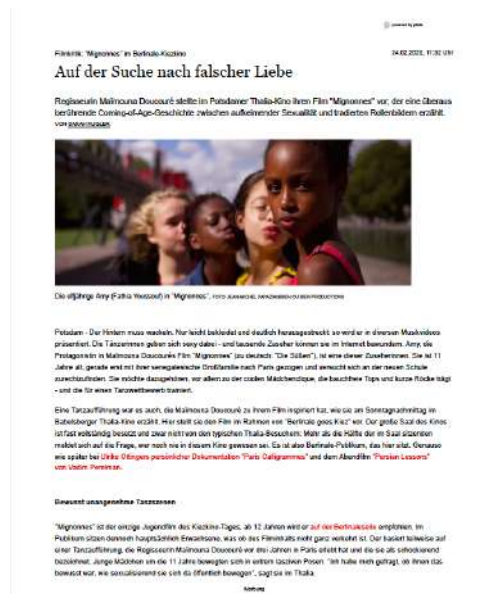 powered by plista
Filmkritik: "Mignonnes" im Berlinale-Kiezkino 24.02.2020, 11:32 Uhr
Auf der Suche nach falscher Liebe
Regisseurin Maïmouna Doucouré stellte im Potsdamer Thalia-Kino ihren Film "Mignonnes" vor, der eine überaus
berührende Coming-of-Age-Geschichte zwischen aufkeimender Sexualität und tradierten Rollenbildern erzählt.
VON
Die elfjährige Amy (Fathia Youssouf) in "Mignonnes". FOTO:
Potsdam - Der Hintern muss wackeln. Nur leicht bekleidet und deutlich herausgestreckt: so wird er in diversen Musikvideos
präsentiert. Die Tänzerinnen geben sich sexy dabei - und tausende Zuseher können sie im Internet bewundern. Amy, die
Protagonistin in Maïmouna Doucourés Film "Mignonnes" (zu deutsch: "Die Süßen"), ist eine dieser Zuseherinnen. Sie ist 11
Jahre alt, gerade erst mit ihrer senegalesische Großfamilie nach Paris gezogen und versucht sich an der neuen Schule
zurechtzufinden. Sie möchte dazugehören, vor allem zu der coolen Mädchenclique, die bauchfreie Tops und kurze Röcke trägt
- und die für einen Tanzwettbewerb trainiert.
Eine Tanzaufführung war es auch, die Maïmouna Doucouré zu ihrem Film inspiriert hat, wie sie am Sonntagnachmittag im
Babelsberger Thalia-Kino erzählt. Hier stellt sie den Film im Rahmen von "Berlinale goes Kiez" vor. Der große Saal des Kinos
ist fast vollständig besetzt und zwar nicht von den typischen Thalia-Besuchern: Mehr als die Hälfte der im Saal sitzenden
meldet sich auf die Frage, wer noch nie in diesem Kino gewesen sei. Es ist also Berlinale-Publikum, das hier sitzt. Genauso
wie später bei Ulrike Ottingers persönlicher Dokumentation "Paris Calligrammes" und dem Abendfilm "Persian Lessons"
von Vadim Perelman.
Bewusst unangenehme Tanzszenen
"Mignonnes" ist der einzige Jugendfilm des Kiezkino-Tages, ab 12 Jahren wird er auf der Berlinaleseite empfohlen. Im
Publikum sitzen dennoch hauptsächlich Erwachsene, was ob des Filminhalts nicht ganz verkehrt ist. Der basiert teilweise auf
einer Tanzaufführung, die Regisseurin Maïmouna Doucouré vor drei Jahren in Paris erlebt hat und die sie als schockierend
bezeichnet. Junge Mädchen um die 11 Jahre bewegten sich in extrem lasziven Posen. "Ich habe mich gefragt, ob ihnen das
bewusst war, wie sexualisierend sie sich da öffentlich bewegen", sagt sie im Thalia.
Werbung